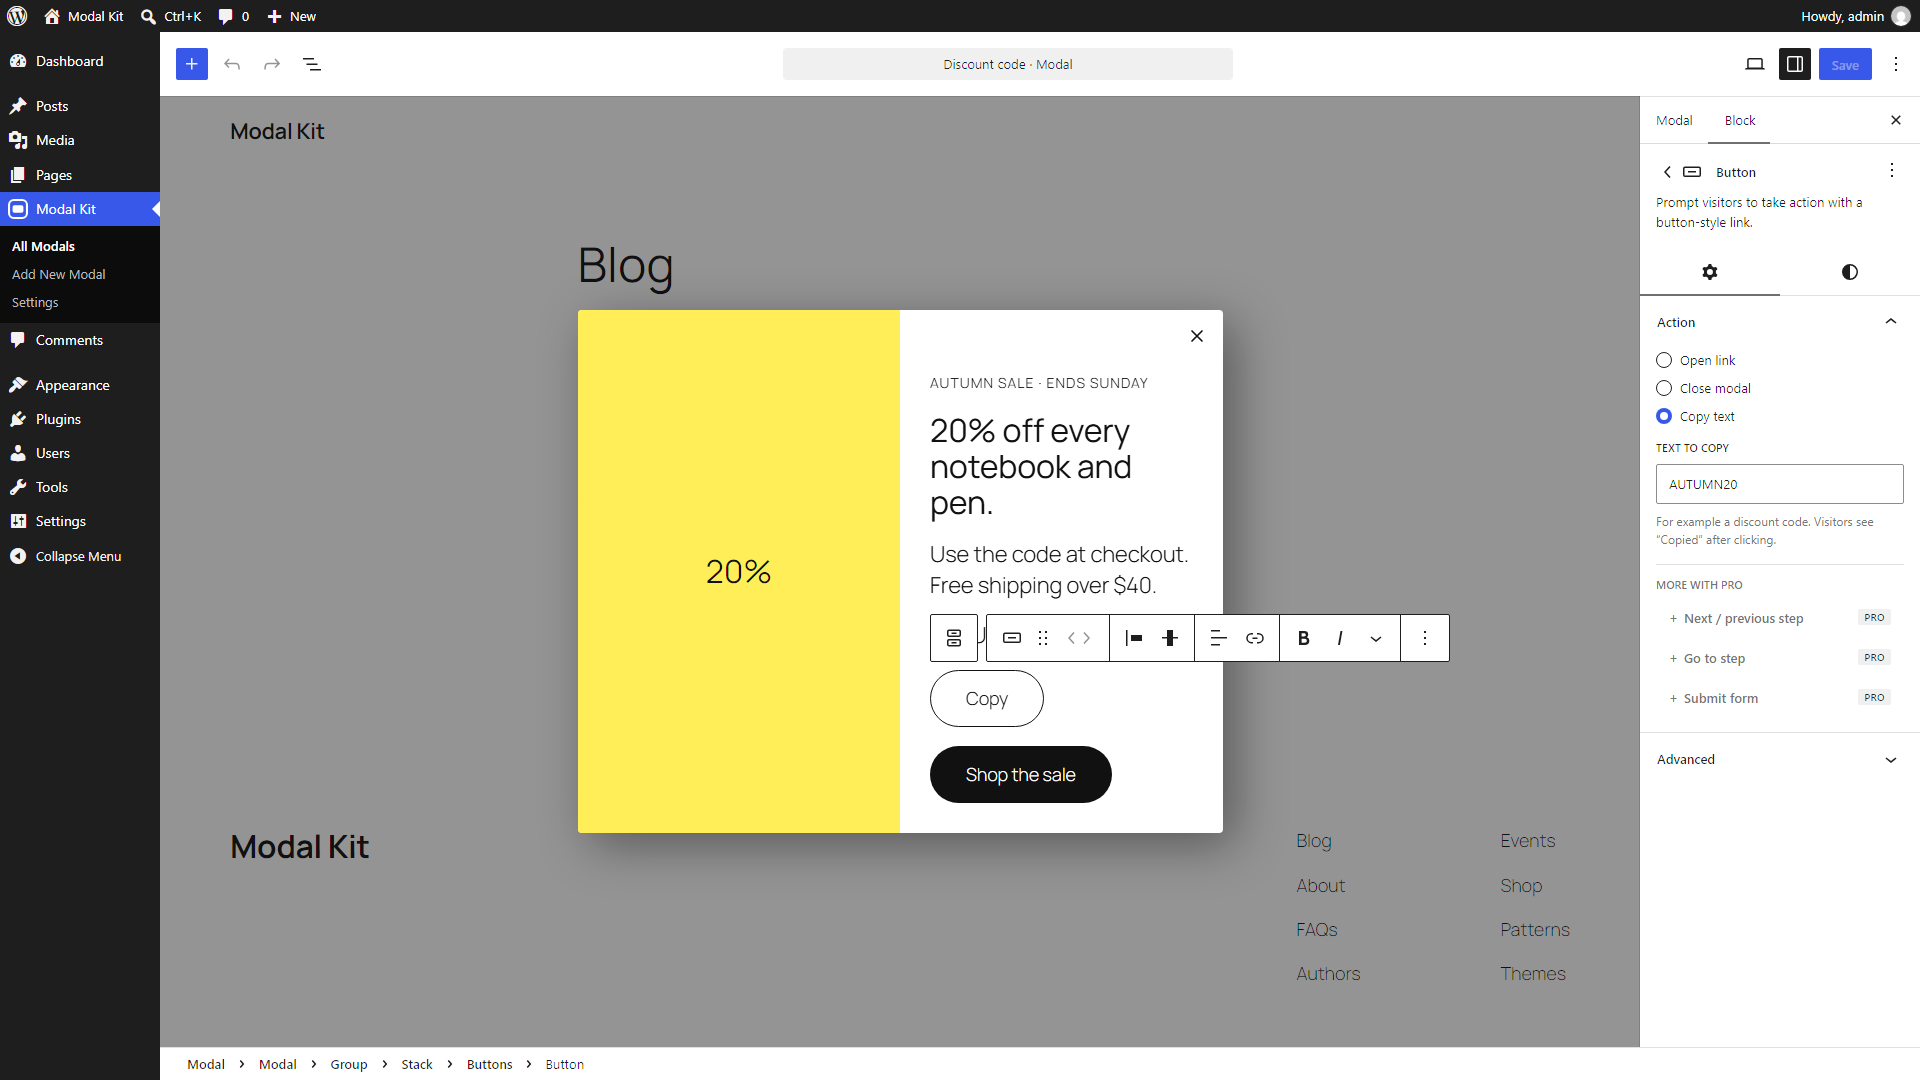 Modal Kit
Ctrl+K
0
New
Howdy, admin
Dashboard
Posts
Media
Pages
Modal Kit
All Modals
Add New Modal
Settings
Comments
Appearance
Plugins
Users
Tools
Settings
Collapse Menu
Discount code · Modal
Save
Modal Kit
Blog
20%
AUTUMN SALE · ENDS SUNDAY
20% off every
notebook and
pen.
Use the code at checkout.
Free shipping over $40.
B I
Copy
Shop the sale
Modal Kit
Blog
About
FAQs
Authors
Events
Shop
Patterns
Themes
Modal
Block
Button
Prompt visitors to take action with a
button-style link.
Action
Open link
Close modal
Copy text
TEXT TO COPY
AUTUMN20
For example a discount code. Visitors see
“Copied” after clicking.
MORE WITH PRO
+ Next / previous step PRO
+ Go to step PRO
+ Submit form PRO
Advanced
Modal > Modal > Group > Stack > Buttons > Button